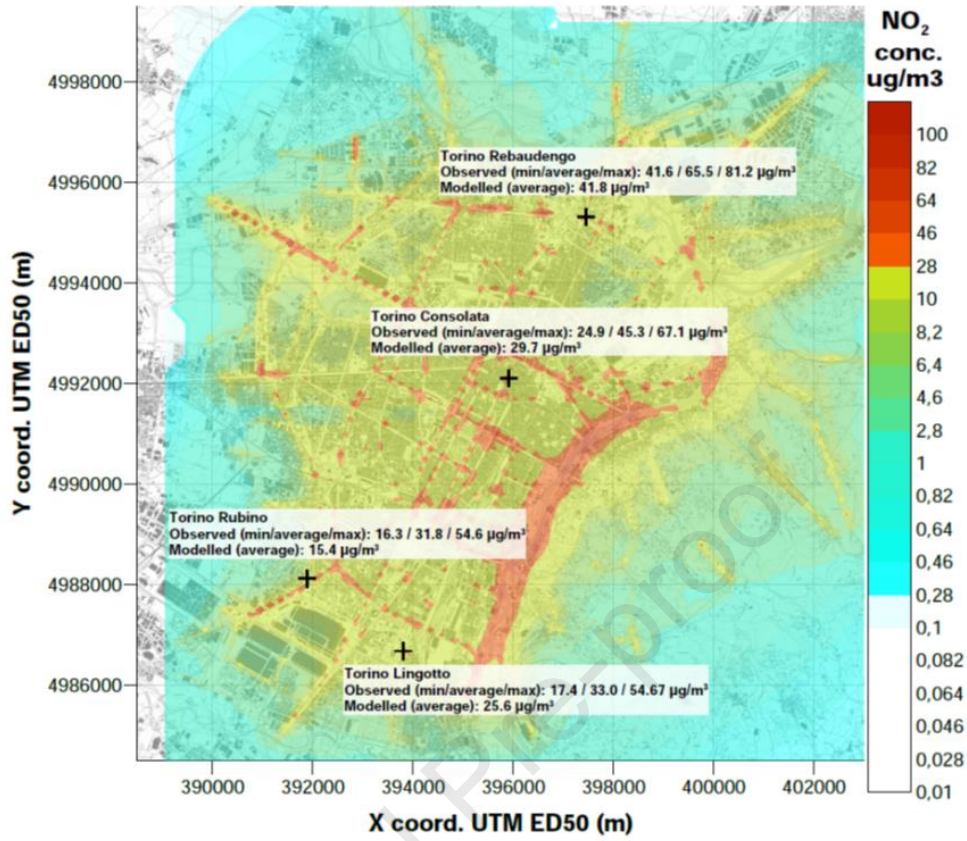 NO2
conc.
ug/m3
100
82
64
46
28
10
8,2
6,4
4,6
2,8
1
0,82
0,64
0,46
0,28
0,1
0,082
0,064
0,046
0,028
0,01
Y coord. UTM ED50 (m)
4998000
4996000
4994000
4992000
4990000
4988000
4986000
Torino Rebaudengo
Observed (min/average/max): 41.6 / 65.5 / 81.2 µg/m³
Modelled (average): 41.8 µg/m³
Torino Consolata
Observed (min/average/max): 24.9 / 45.3 / 67.1 µg/m³
Modelled (average): 29.7 µg/m³
Torino Rubino
Observed (min/average/max): 16.3 / 31.8 / 54.6 µg/m³
Modelled (average): 15.4 µg/m³
Torino Lingotto
Observed (min/average/max): 17.4 / 33.0 / 54.67 µg/m³
Modelled (average): 25.6 µg/m³
390000 392000 394000 396000 398000 400000 402000
X coord. UTM ED50 (m)
Pre-proof